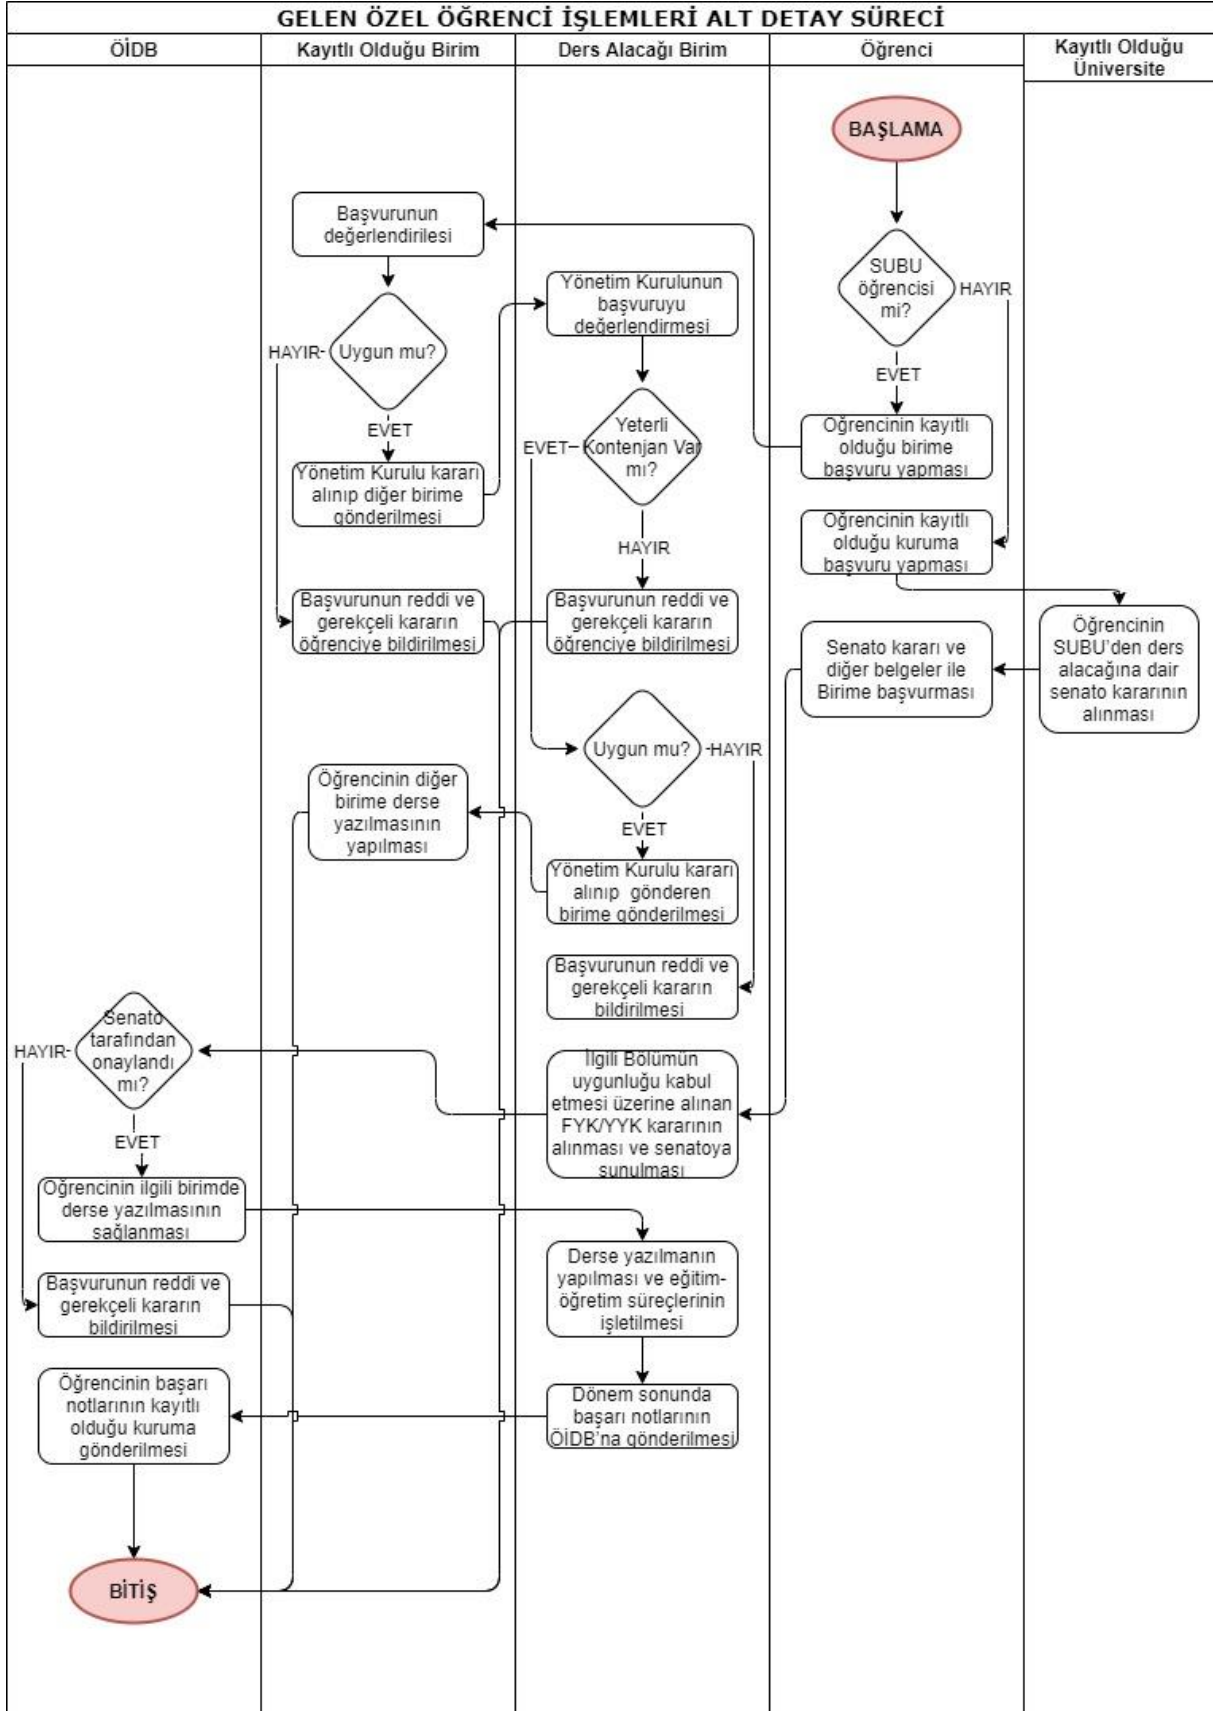 GELEN ÖZEL ÖĞRENCİ İŞLEMLERİ ALT DETAY SÜRECİ
ÖİDB
Kayıtlı Olduğu Birim
Ders Alacağı Birim
Öğrenci
Kayıtlı Olduğu
Üniversite
BAŞLAMA
SUBU
öğrencisi
mi?
HAYIR
EVET
Öğrencinin kayıtlı
olduğu birime
başvuru yapması
Öğrencinin kayıtlı
olduğu kuruma
başvuru yapması
Öğrencinin
SUBU'den ders
alacağına dair
senato kararının
alınması
Senato kararı ve
diğer belgeler ile
Birime başvurması
Başvurunun
değerlendirilesi
Uygun mu?
HAYIR
EVET
Yönetim Kurulu kararı
alınıp diğer birime
gönderilmesi
Başvurunun reddi ve
gerekçeli kararın
öğrenciye bildirilmesi
Yönetim Kurulunun
başvuruyu
değerlendirmesi
Yeterli
Kontenjan Var
mı?
EVET
HAYIR
Başvurunun reddi ve
gerekçeli kararın
öğrenciye bildirilmesi
Uygun mu?
HAYIR
EVET
Yönetim Kurulu kararı
alınıp gönderen
birime gönderilmesi
Öğrencinin diğer
birime derse
yazılmasının
yapılması
Başvurunun reddi ve
gerekçeli kararın
bildirilmesi
İlgili Bölümün
uygunluğu kabul
etmesi üzerine alınan
FYK/YYK kararının
alınması ve senatoya
sunulması
Senato
tarafından
onaylandı
mı?
HAYIR
EVET
Öğrencinin ilgili birimde
derse yazılmasının
sağlanması
Başvurunun reddi ve
gerekçeli kararın
bildirilmesi
Derse yazılmanın
yapılması ve eğitim-
öğretim süreçlerinin
işletilmesi
Dönem sonunda
başarı notlarının
ÖİDB'na gönderilmesi
Öğrencinin başarı
notlarının kayıtlı
olduğu kuruma
gönderilmesi
BİTİŞ